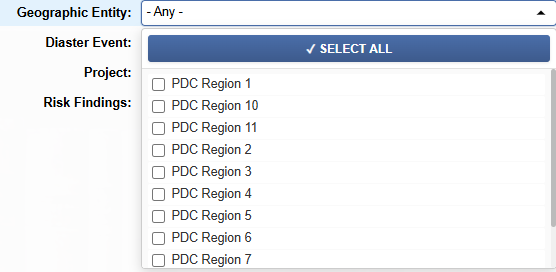 Geographic Entity: - Any -
Diaster Event:
✓ SELECT ALL
Project:
Risk Findings:
PDC Region 1
PDC Region 10
PDC Region 11
PDC Region 2
PDC Region 3
PDC Region 4
PDC Region 5
PDC Region 6
PDC Region 7